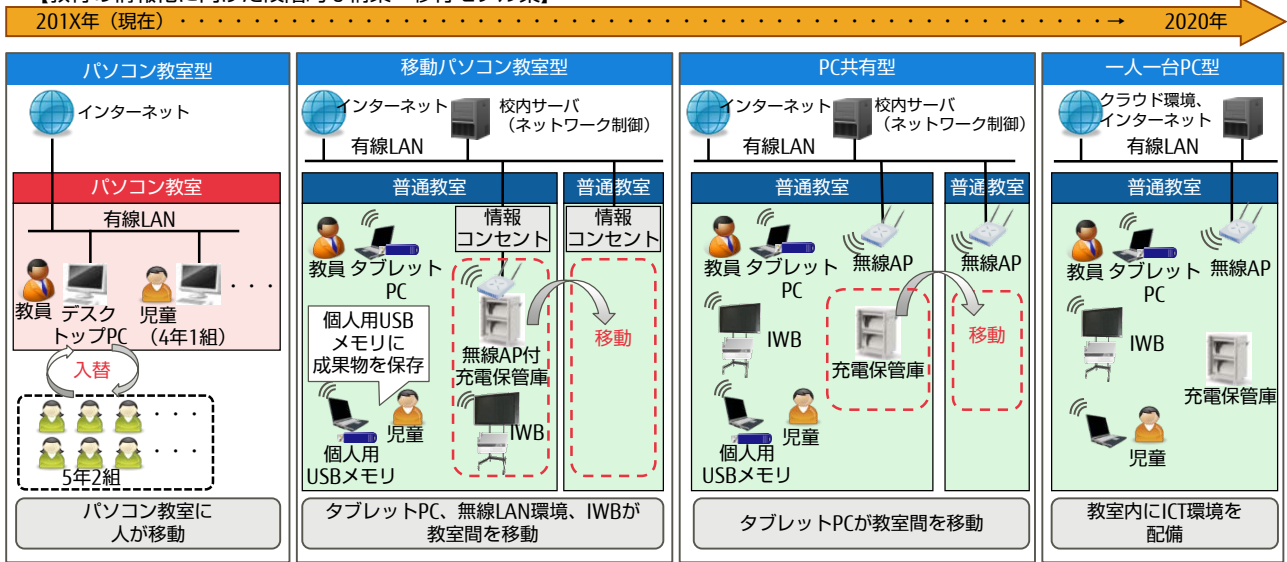 201X年（現在）・・・・・・・・・・・・・・・・・・・・・・・・・・・・・・・・・・・・・・・・・・・・・・・・・・・→ 2020年
パソコン教室型
インターネット
パソコン教室
有線LAN
教員
デスク
トップPC
児童
（4年1組）
・・・
入替
・・・
・・・
5年2組
パソコン教室に
人が移動
移動パソコン教室型
インターネット
校内サーバ
（ネットワーク制御）
有線LAN
普通教室
普通教室
情報
コンセント
情報
コンセント
教員
タブレット
PC
個人用USB
メモリに
成果物を保存
無線AP付
充電保管庫
移動
児童
IWB
個人用
USBメモリ
タブレットPC、無線LAN環境、IWBが
教室間を移動
PC共有型
インターネット
校内サーバ
（ネットワーク制御）
有線LAN
普通教室
普通教室
教員
タブレット
PC
無線AP
無線AP
IWB
充電保管庫
移動
児童
個人用
USBメモリ
タブレットPCが教室間を移動
一人一台PC型
クラウド環境、
インターネット
有線LAN
普通教室
教員
タブレット
PC
無線AP
IWB
充電保管庫
児童
教室内にICT環境を
配備